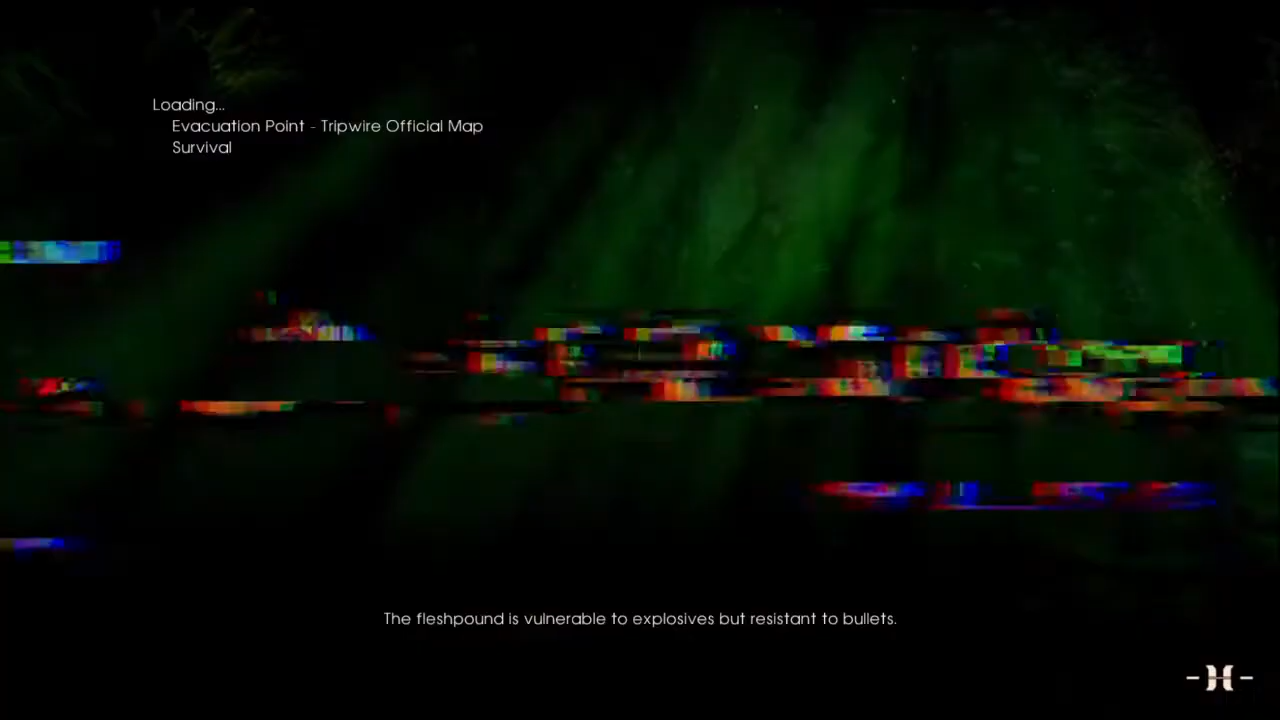 Loading...
Evacuation Point - Tripwire Official Map
Survival
The fleshpound is vulnerable to explosives but resistant to bullets.